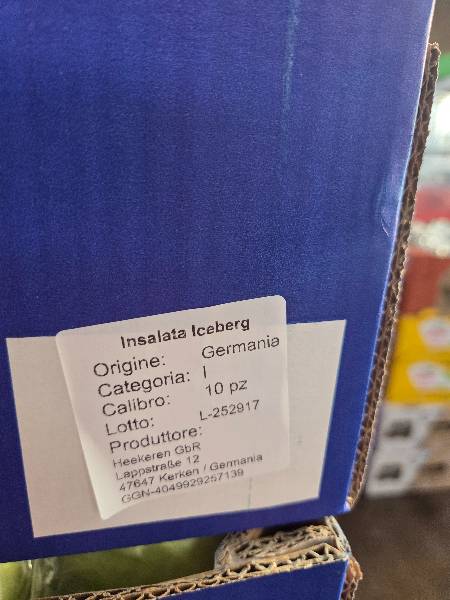 Insalata Iceberg
Origine: Germania
Categoria: I
Calibro: 10 pz
Lotto: L-252917
Produttore:
Heekeren GbR
Lappstraße 12
47647 Kerken / Germania
GGN-4049929257139